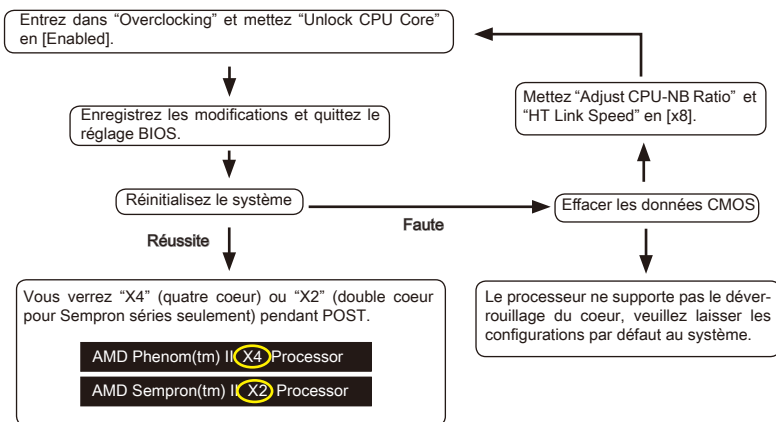 Entrez dans “Overclocking” et mettez “Unlock CPU Core”
en [Enabled].
Enregistrez les modifications et quittez le
réglage BIOS.
Réinitialisez le système
Réussite
Faute
Vous verrez “X4” (quatre coeur) ou “X2” (double coeur
pour Sempron séries seulement) pendant POST.
AMD Phenom(tm) II X4 Processor
AMD Sempron(tm) II X2 Processor
Mettez “Adjust CPU-NB Ratio” et
“HT Link Speed” en [x8].
Effacer les données CMOS
Le processeur ne supporte pas le déver-
rouillage du coeur, veuillez laisser les
configurations par défaut au système.